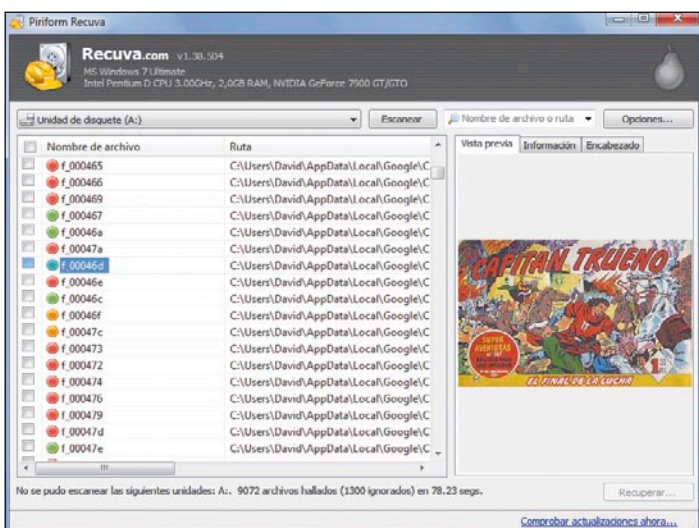 Piriform Recuva
Recuva.com v1.38.504
MS Windows 7 Ultimate
Intel Pentium D CPU 3.00GHz, 2,0GB RAM, NVIDIA GeForce 7900 GT/GTO
Unidad de disquete (A:)
Escanear
Nombre de archivo o ruta
Opciones...
Nombre de archivo Ruta
f_000465 C:\Users\David\AppData\Local\Google\C
f_000466 C:\Users\David\AppData\Local\Google\C
f_000469 C:\Users\David\AppData\Local\Google\C
f_000467 C:\Users\David\AppData\Local\Google\C
f_00046a C:\Users\David\AppData\Local\Google\C
f_00047a C:\Users\David\AppData\Local\Google\C
f_00046d C:\Users\David\AppData\Local\Google\C
f_00046e C:\Users\David\AppData\Local\Google\C
f_00046c C:\Users\David\AppData\Local\Google\C
f_00046f C:\Users\David\AppData\Local\Google\C
f_00047c C:\Users\David\AppData\Local\Google\C
f_000473 C:\Users\David\AppData\Local\Google\C
f_000472 C:\Users\David\AppData\Local\Google\C
f_000474 C:\Users\David\AppData\Local\Google\C
f_000476 C:\Users\David\AppData\Local\Google\C
f_000479 C:\Users\David\AppData\Local\Google\C
f_00047d C:\Users\David\AppData\Local\Google\C
f_00047e C:\Users\David\AppData\Local\Google\C
Vista previa Información Encabezado
CAPITAN TRUENO
SUPER
AVENTURAS
EL FINAL DE LA LUCHA
No se pudo escanear las siguientes unidades: A:. 9072 archivos hallados (1300 ignorados) en 78.23 segs.
Recuperar...
Comprobar actualizaciones ahora...